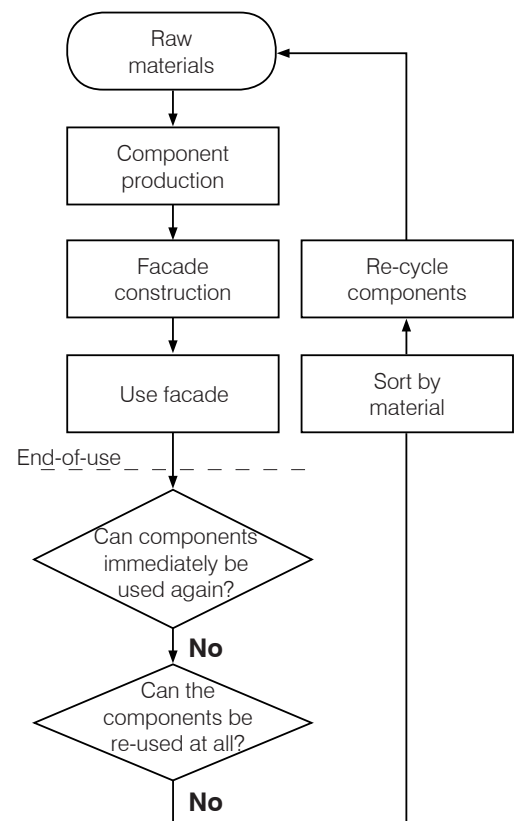 Raw
materials
Component
production
Facade
construction
Re-cycle
components
Use facade
Sort by
material
End-of-use
Can components
immediately be
used again?
No
Can the
components be
re-used at all?
No